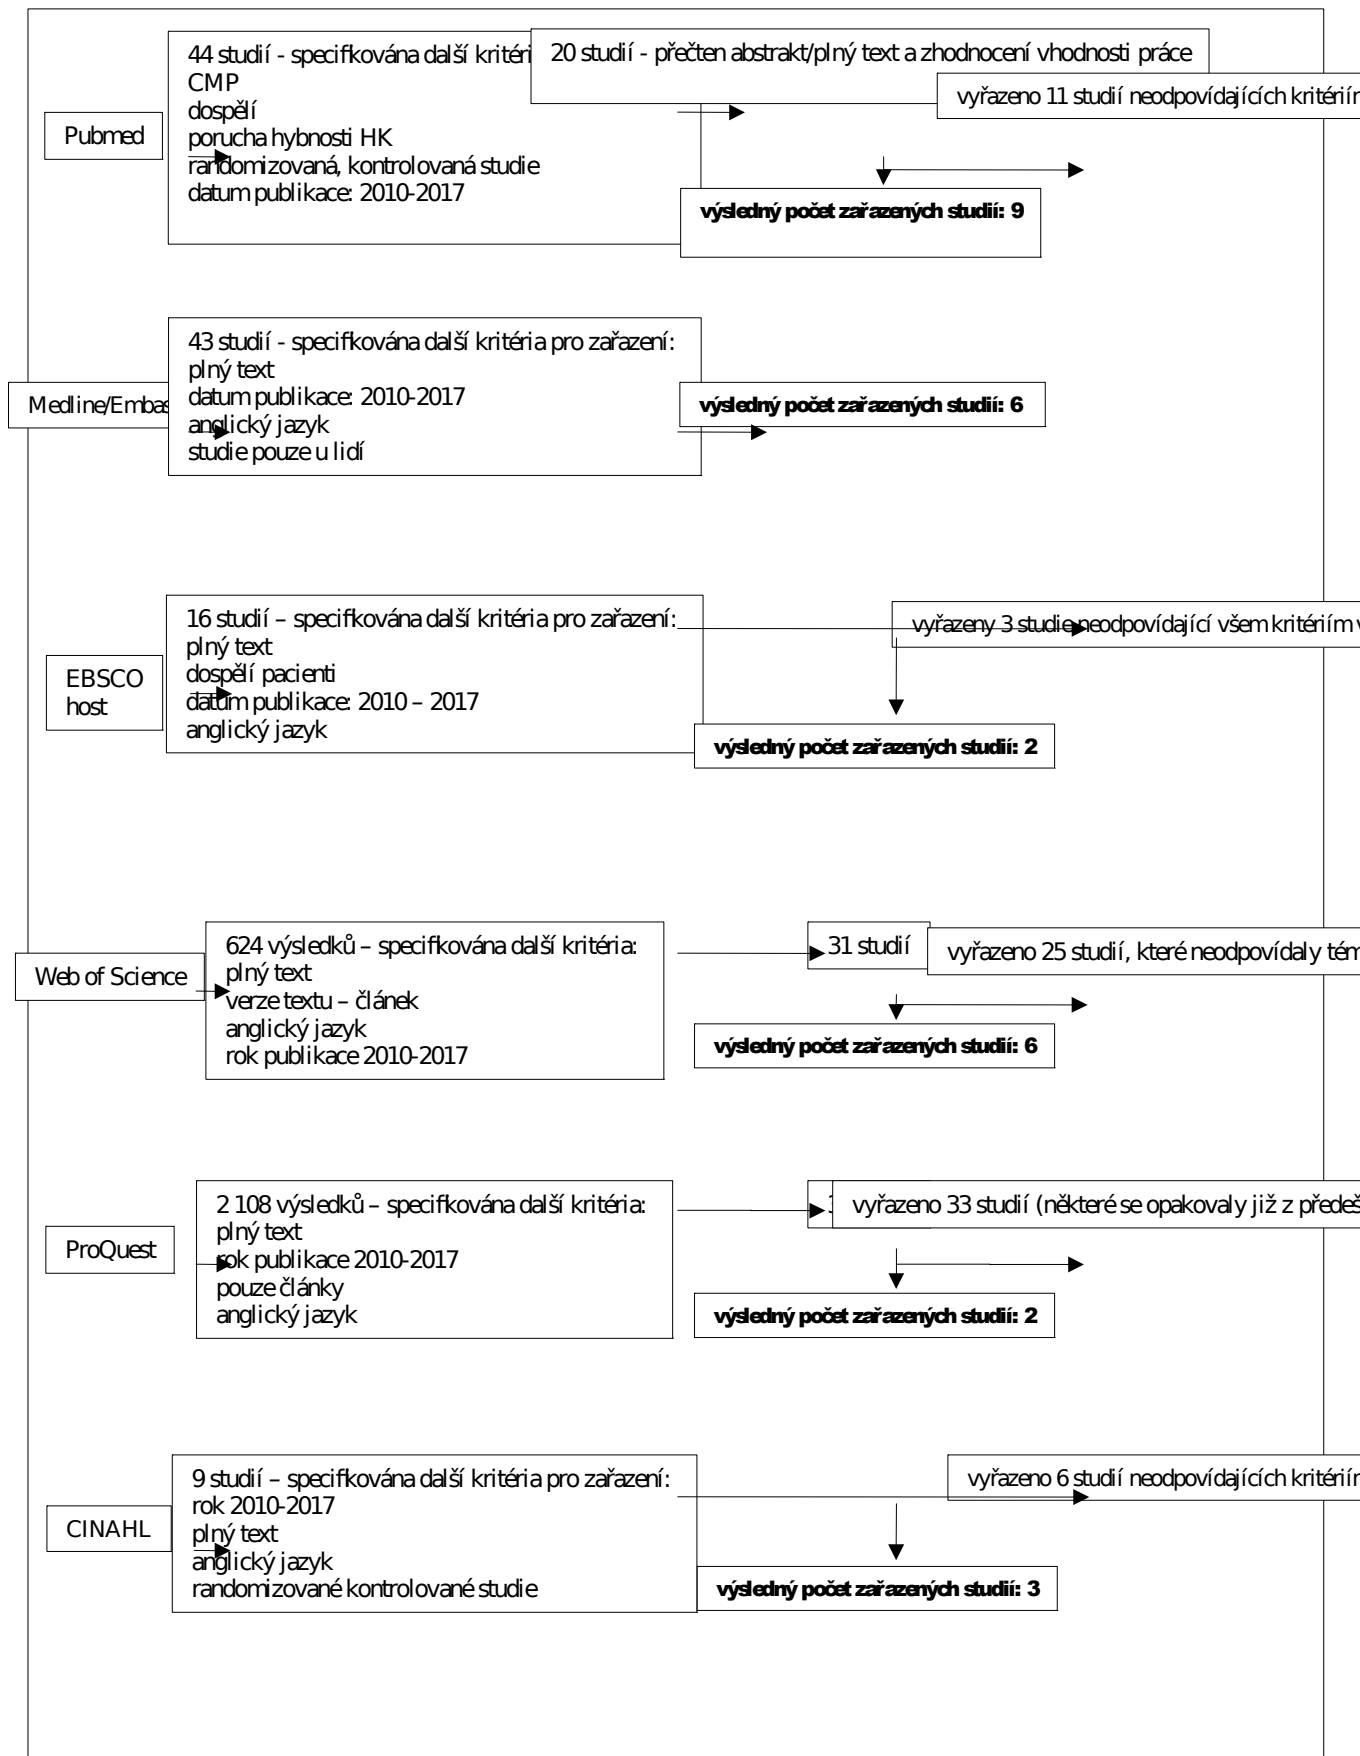 44 studií - specifkována další kritéri
CMP
dospělí
porucha hybnosti HK
randomizovaná, kontrolovaná studie
datum publikace: 2010-2017
20 studií - přečten abstrakt/plný text a zhodnocení vhodnosti práce
vyřazeno 11 studií neodpovídajících kritériím
Pubmed
výsledný počet zařazených studií: 9
43 studií - specifkována další kritéria pro zařazení:
plný text
datum publikace: 2010-2017
anglický jazyk
studie pouze u lidí
Medline/Embas
výsledný počet zařazených studií: 6
16 studií – specifkována další kritéria pro zařazení:
plný text
dospělí pacienti
datum publikace: 2010 – 2017
anglický jazyk
vyřazeny 3 studie neodpovídající všem kritériím v
EBSCO
host
výsledný počet zařazených studií: 2
624 výsledků – specifkována další kritéria:
plný text
verze textu – článek
anglický jazyk
rok publikace 2010-2017
31 studií
vyřazeno 25 studií, které neodpovídaly tém
Web of Science
výsledný počet zařazených studií: 6
2 108 výsledků – specifkována další kritéria:
plný text
rok publikace 2010-2017
pouze články
anglický jazyk
vyřazeno 33 studií (některé se opakovaly již z předeš
ProQuest
výsledný počet zařazených studií: 2
9 studií – specifkována další kritéria pro zařazení:
rok 2010-2017
plný text
anglický jazyk
randomizované kontrolované studie
vyřazeno 6 studií neodpovídajících kritériím
CINAHL
výsledný počet zařazených studií: 3